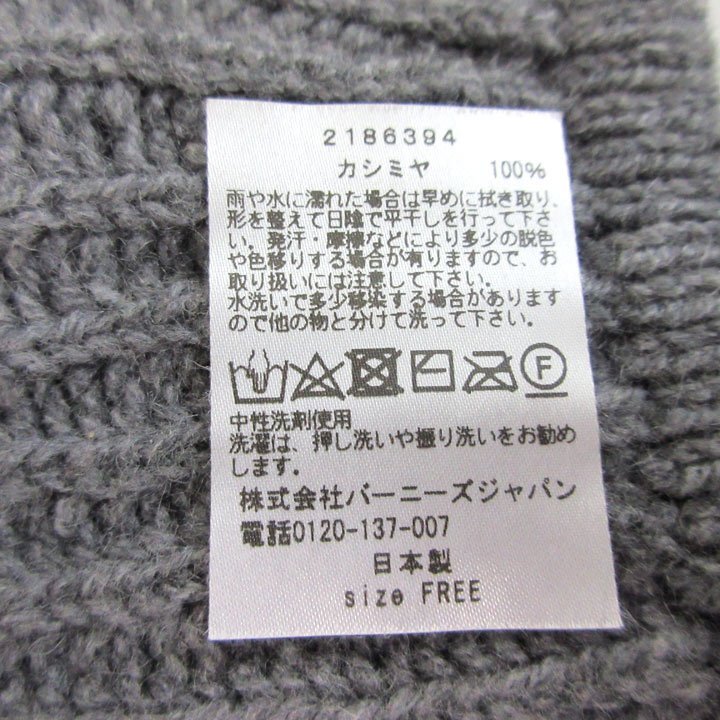 2186394
カシミヤ 100%
雨や水に濡れた場合は早めに拭き取り、
形を整えて日陰で平干しを行って下さ
い。発汗・摩擦などにより多少の脱色
や色移りする場合が有りますので、お
取り扱いには注意して下さい。
水洗いで多少移染する場合があります
ので他の物と分けて洗って下さい。
F
中性洗剤使用
洗濯は、押し洗いや振り洗いをお勧め
します。
株式会社バーニーズジャパン
電話0120-137-007
日本製
size FREE